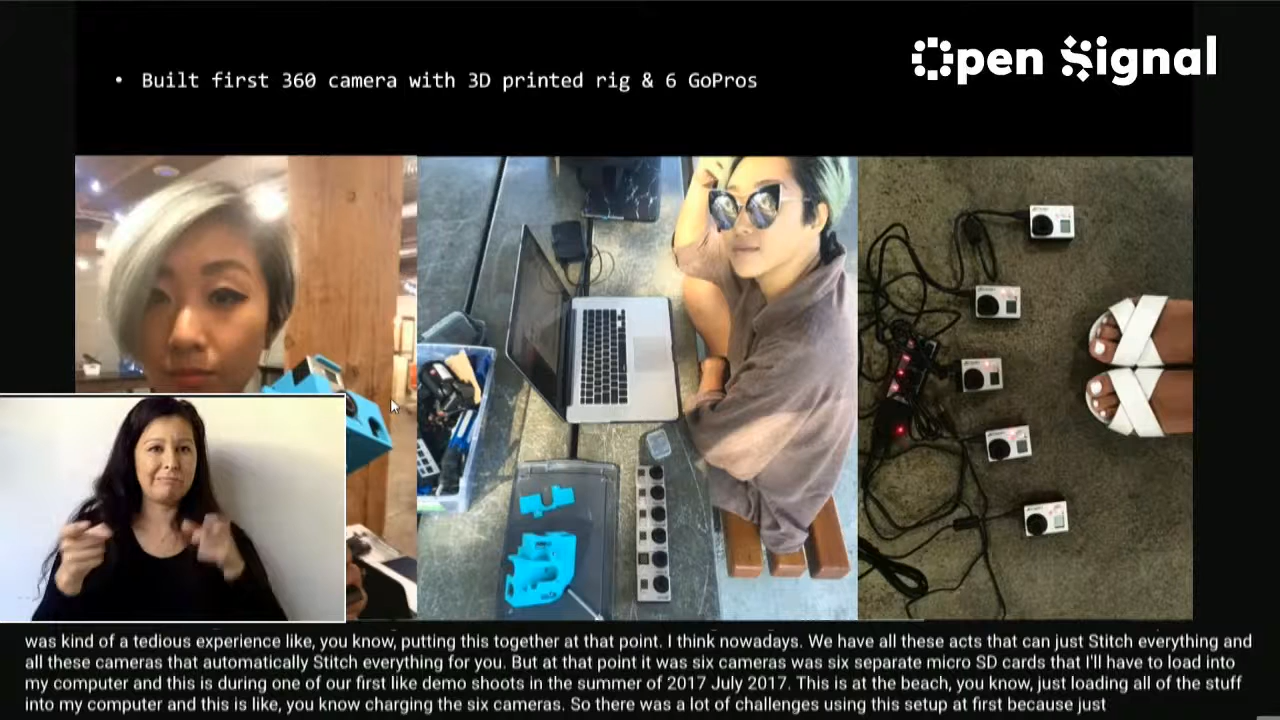 • Built first 360 camera with 3D printed rig & 6 GoPros
Open Signal
was kind of a tedious experience like, you know, putting this together at that point. I think nowadays. We have all these acts that can just Stitch everything and
all these cameras that automatically Stitch everything for you. But at that point it was six cameras was six separate micro SD cards that I'll have to load into
my computer and this is during one of our first like demo shoots in the summer of 2017 July 2017. This is at the beach, you know, just loading all of the stuff
into my computer and this is like, you know charging the six cameras. So there was a lot of challenges using this setup at first because just